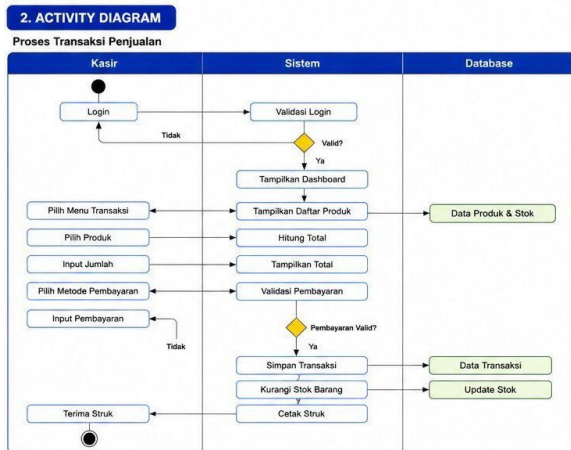 2. ACTIVITY DIAGRAM
Proses Transaksi Penjualan
Kasir Sistem Database
Login Validasi Login
Tidak Valid?
Ya
Tampilkan Dashboard
Pilih Menu Transaksi Tampilkan Daftar Produk Data Produk & Stok
Pilih Produk Hitung Total
Input Jumlah Tampilkan Total
Pilih Metode Pembayaran Validasi Pembayaran
Input Pembayaran
Pembayaran Valid?
Tidak Ya
Simpan Transaksi Data Transaksi
Kurangi Stok Barang Update Stok
Terima Struk Cetak Struk